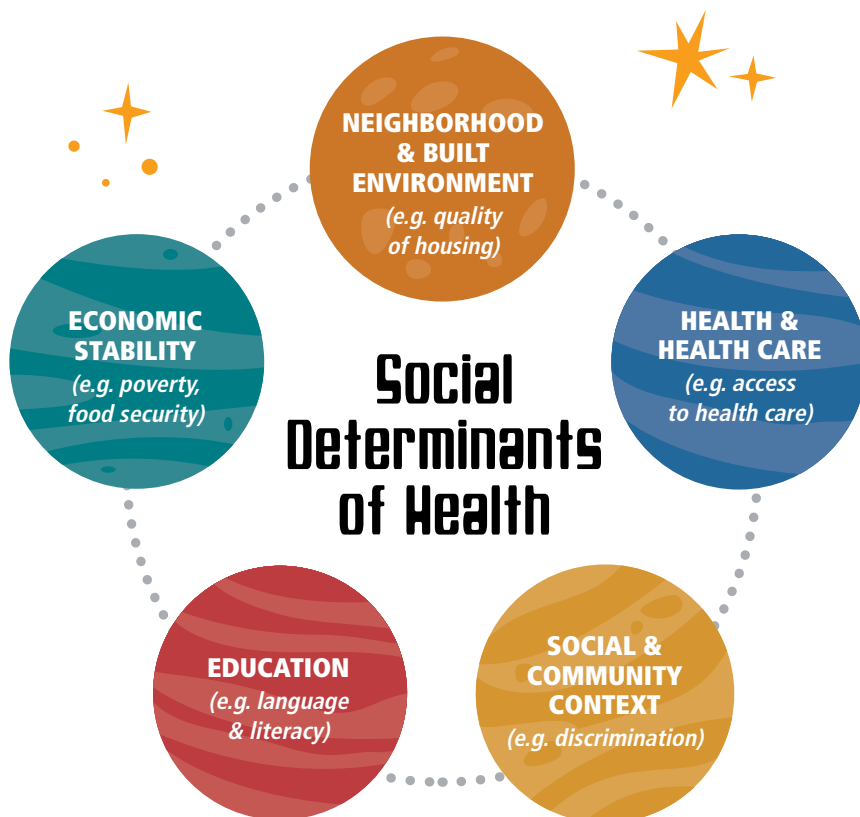 NEIGHBORHOOD
& BUILT
ENVIRONMENT
(e.g. quality
of housing)
ECONOMIC
STABILITY
(e.g. poverty,
food security)
HEALTH &
HEALTH CARE
(e.g. access
to health care)
Social
Determinants
of Health
EDUCATION
(e.g. language
& literacy)
SOCIAL &
COMMUNITY
CONTEXT
(e.g. discrimination)